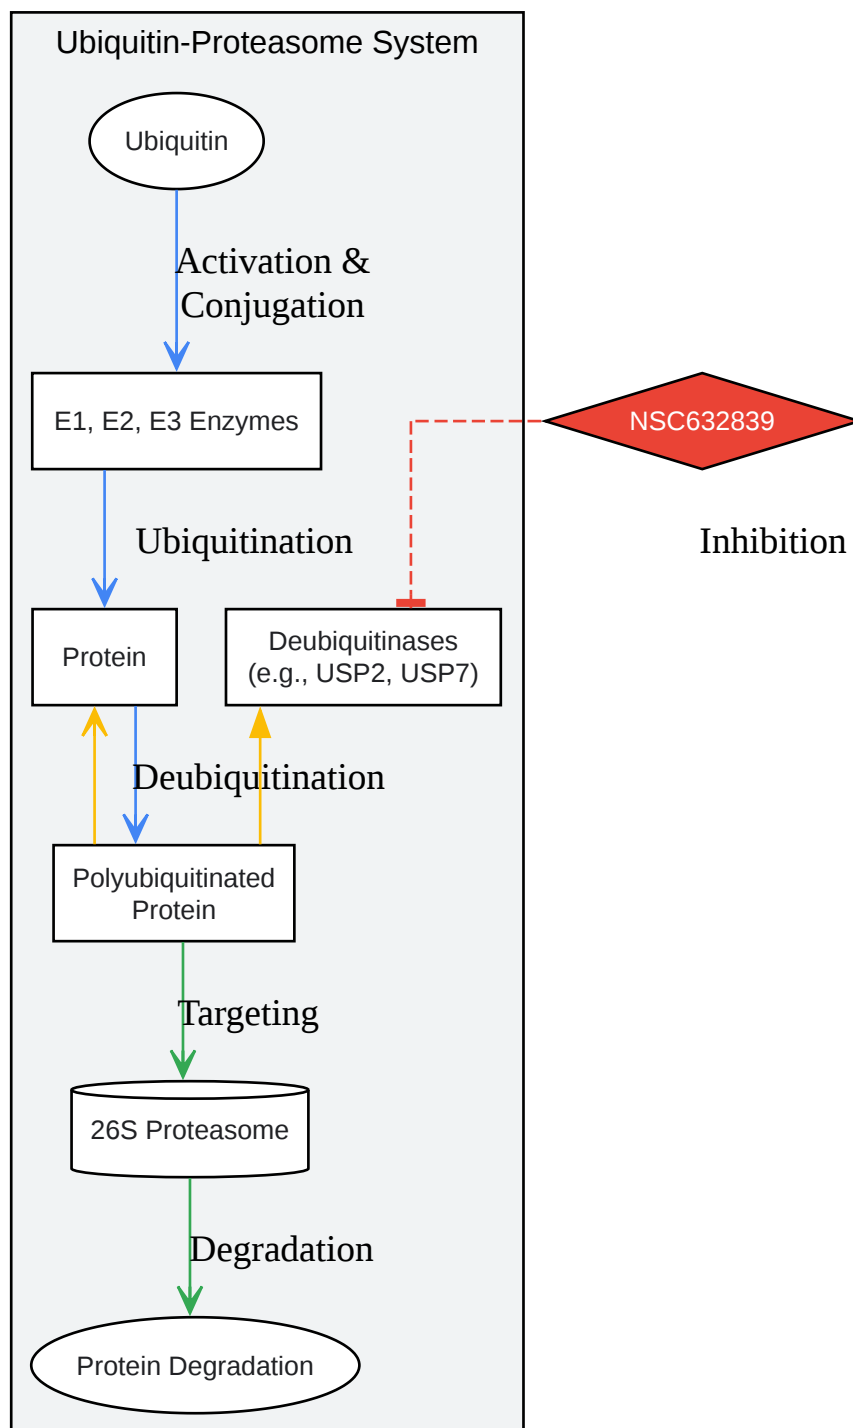 Ubiquitin-Proteasome System
Ubiquitin
Activation &
Conjugation
E1, E2, E3 Enzymes
NSC632839
Ubiquitination
Inhibition
Protein
Deubiquitinases
(e.g., USP2, USP7)
Deubiquitination
Polyubiquitinated
Protein
Targeting
26S Proteasome
Degradation
Protein Degradation